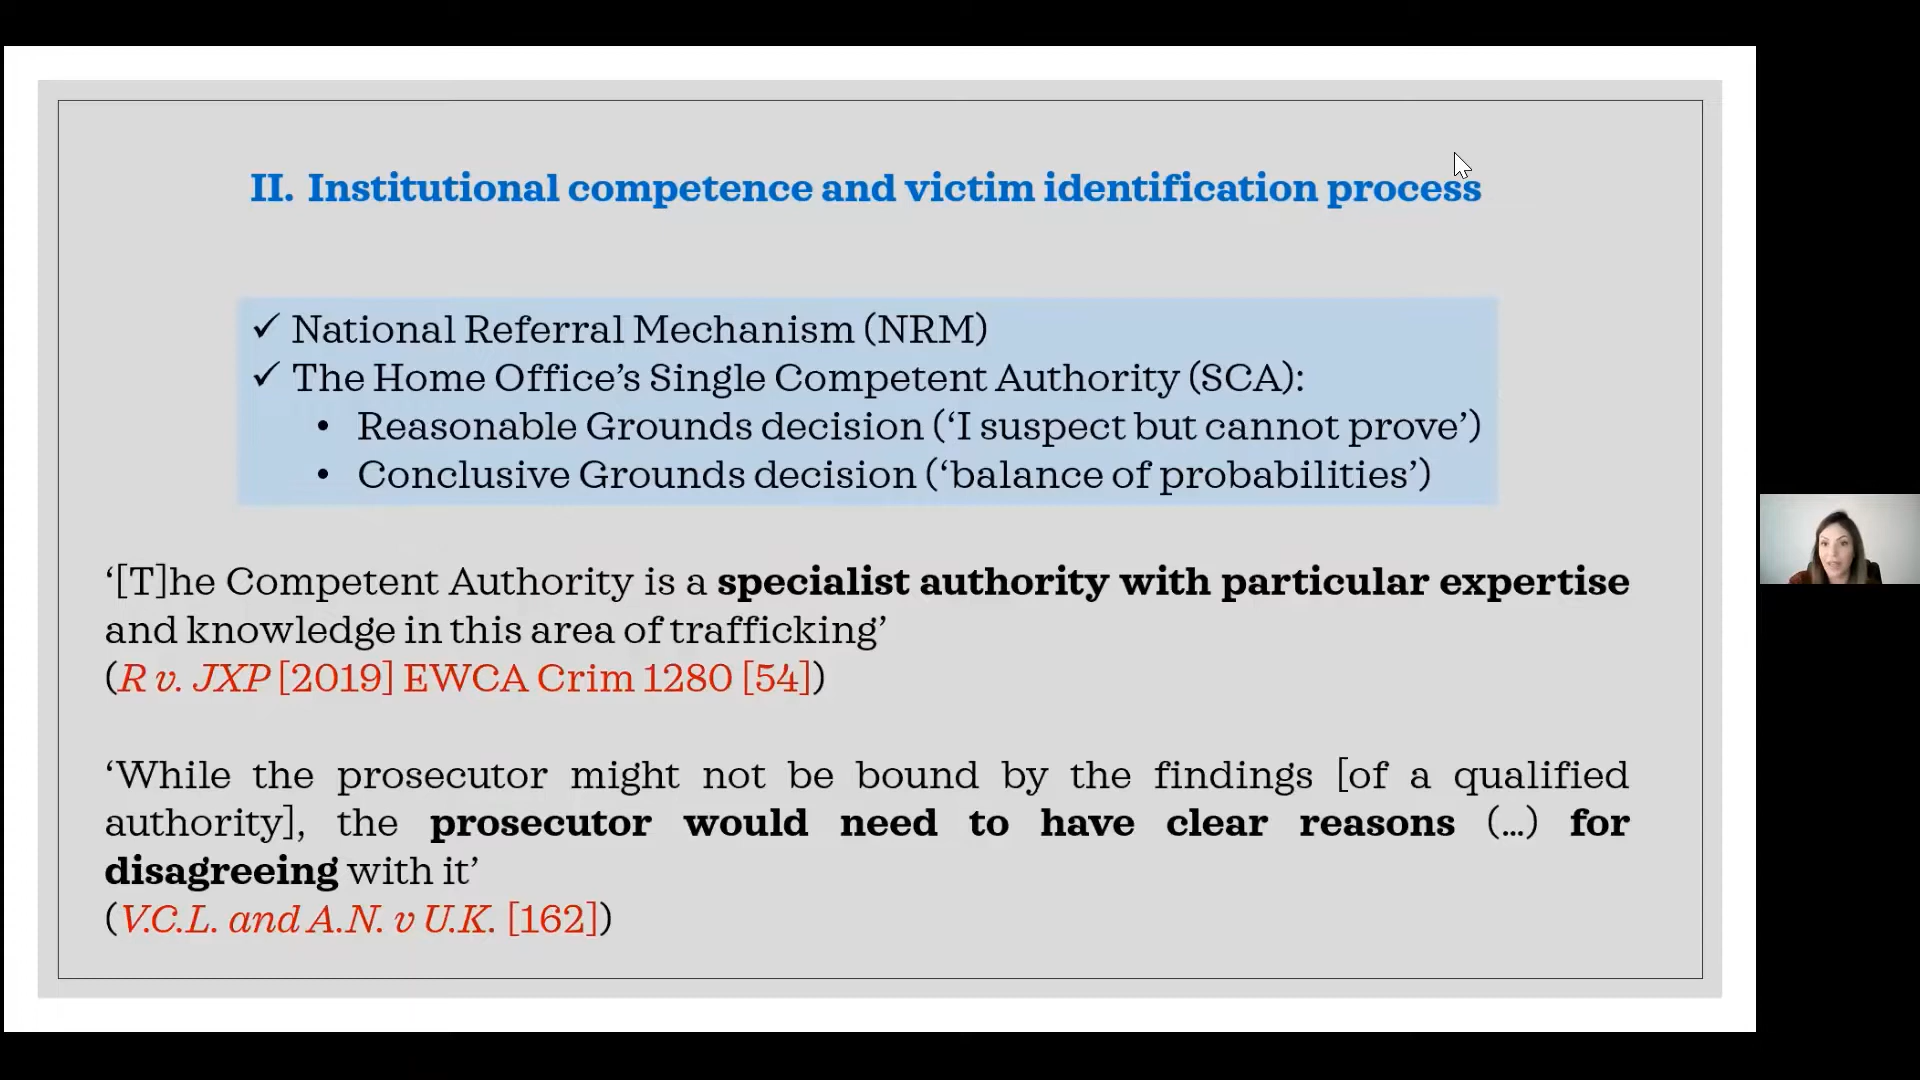 II. Institutional competence and victim identification process
✓ National Referral Mechanism (NRM)
✓ The Home Office’s Single Competent Authority (SCA):
• Reasonable Grounds decision (‘I suspect but cannot prove’)
• Conclusive Grounds decision (‘balance of probabilities’)
‘[T]he Competent Authority is a specialist authority with particular expertise
and knowledge in this area of trafficking’
(R v. JXP [2019] EWCA Crim 1280 [54])
‘While the prosecutor might not be bound by the findings [of a qualified
authority], the prosecutor would need to have clear reasons (...) for
disagreeing with it’
(V.C.L. and A.N. v U.K. [162])